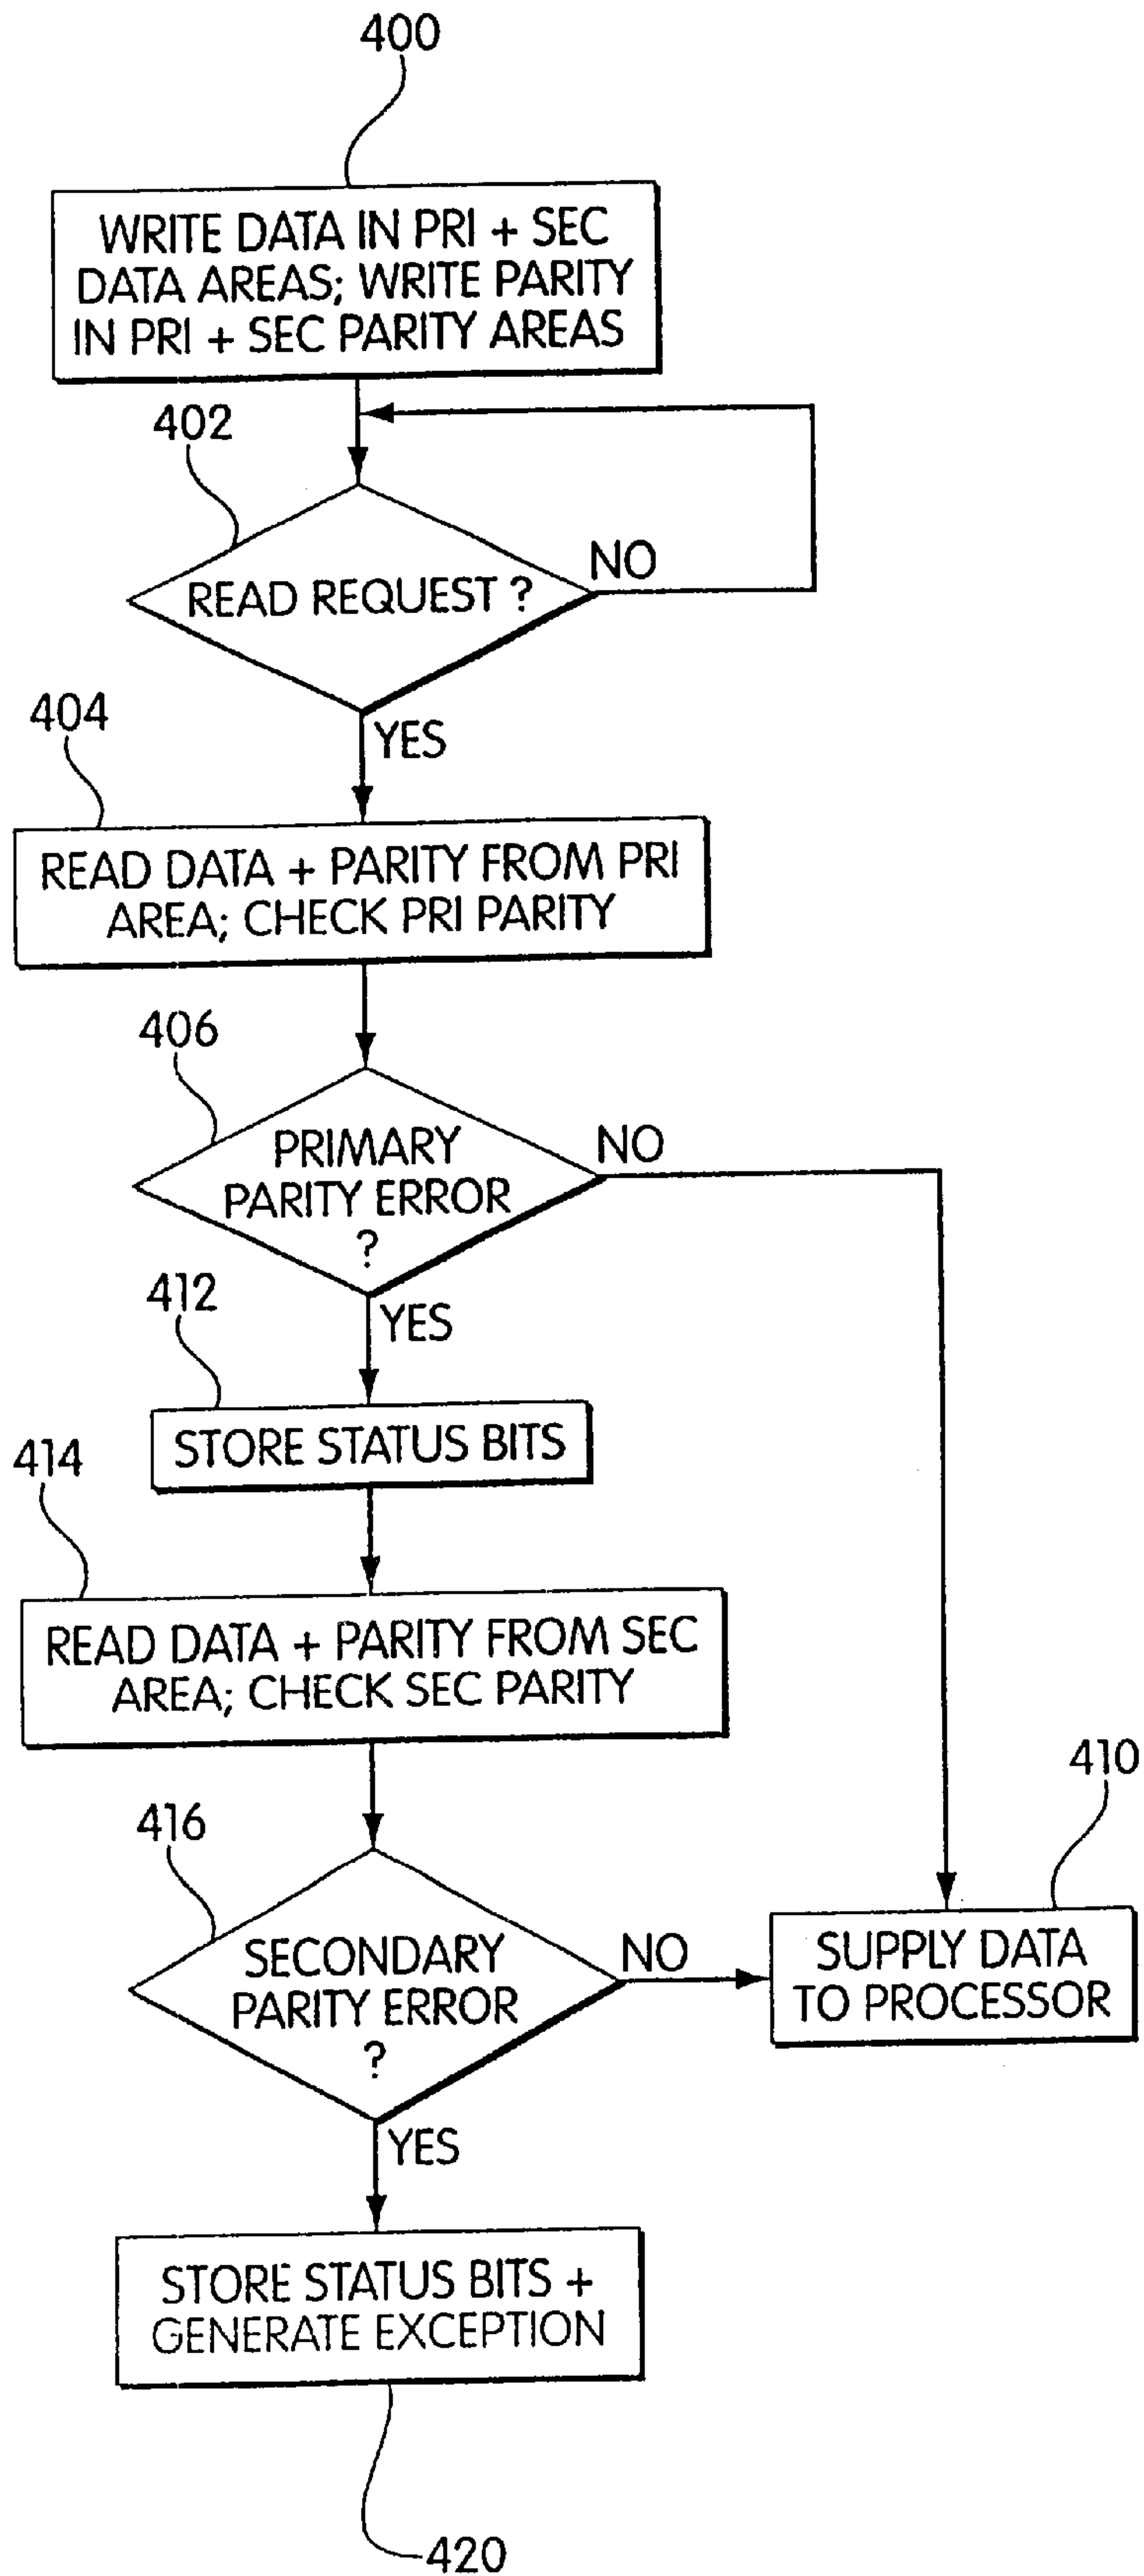 400
WRITE DATA IN PRI + SEC
DATA AREAS; WRITE PARITY
IN PRI + SEC PARITY AREAS
402
READ REQUEST ?
NO
YES
404
READ DATA + PARITY FROM PRI
AREA; CHECK PRI PARITY
406
PRIMARY
PARITY ERROR
?
NO
YES
412
STORE STATUS BITS
414
READ DATA + PARITY FROM SEC
AREA; CHECK SEC PARITY
416
SECONDARY
PARITY ERROR
?
NO
410
SUPPLY DATA
TO PROCESSOR
YES
STORE STATUS BITS +
GENERATE EXCEPTION
420